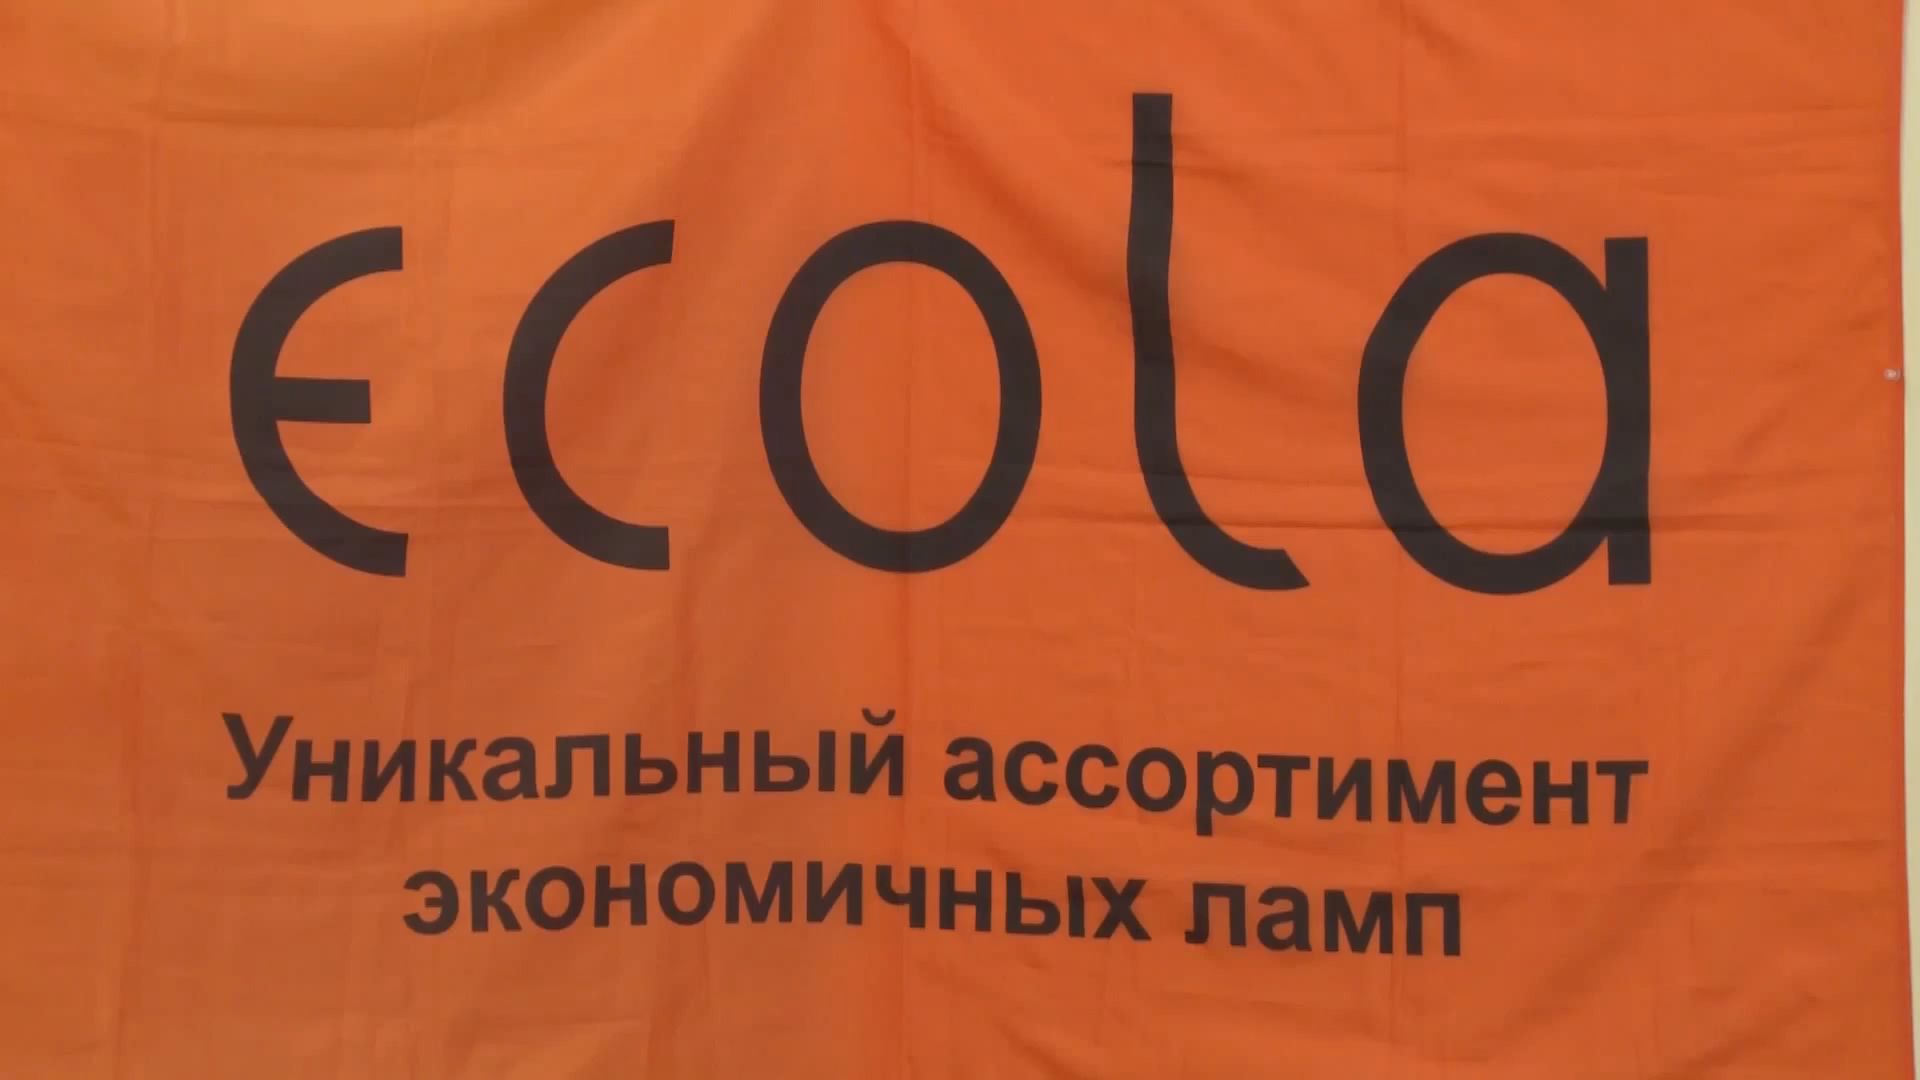 ecola
Уникальный ассортимент
экономичных ламп